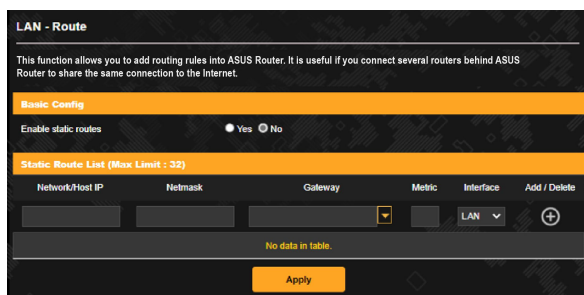 LAN - Route
This function allows you to add routing rules into ASUS Router. It is useful if you connect several routers behind ASUS
Router to share the same connection to the Internet.
Basic Config
Enable static routes Yes No
Static Route List (Max Limit : 32)
Network/Host IP Netmask Gateway Metric Interface Add / Delete
LAN
No data in table.
Apply